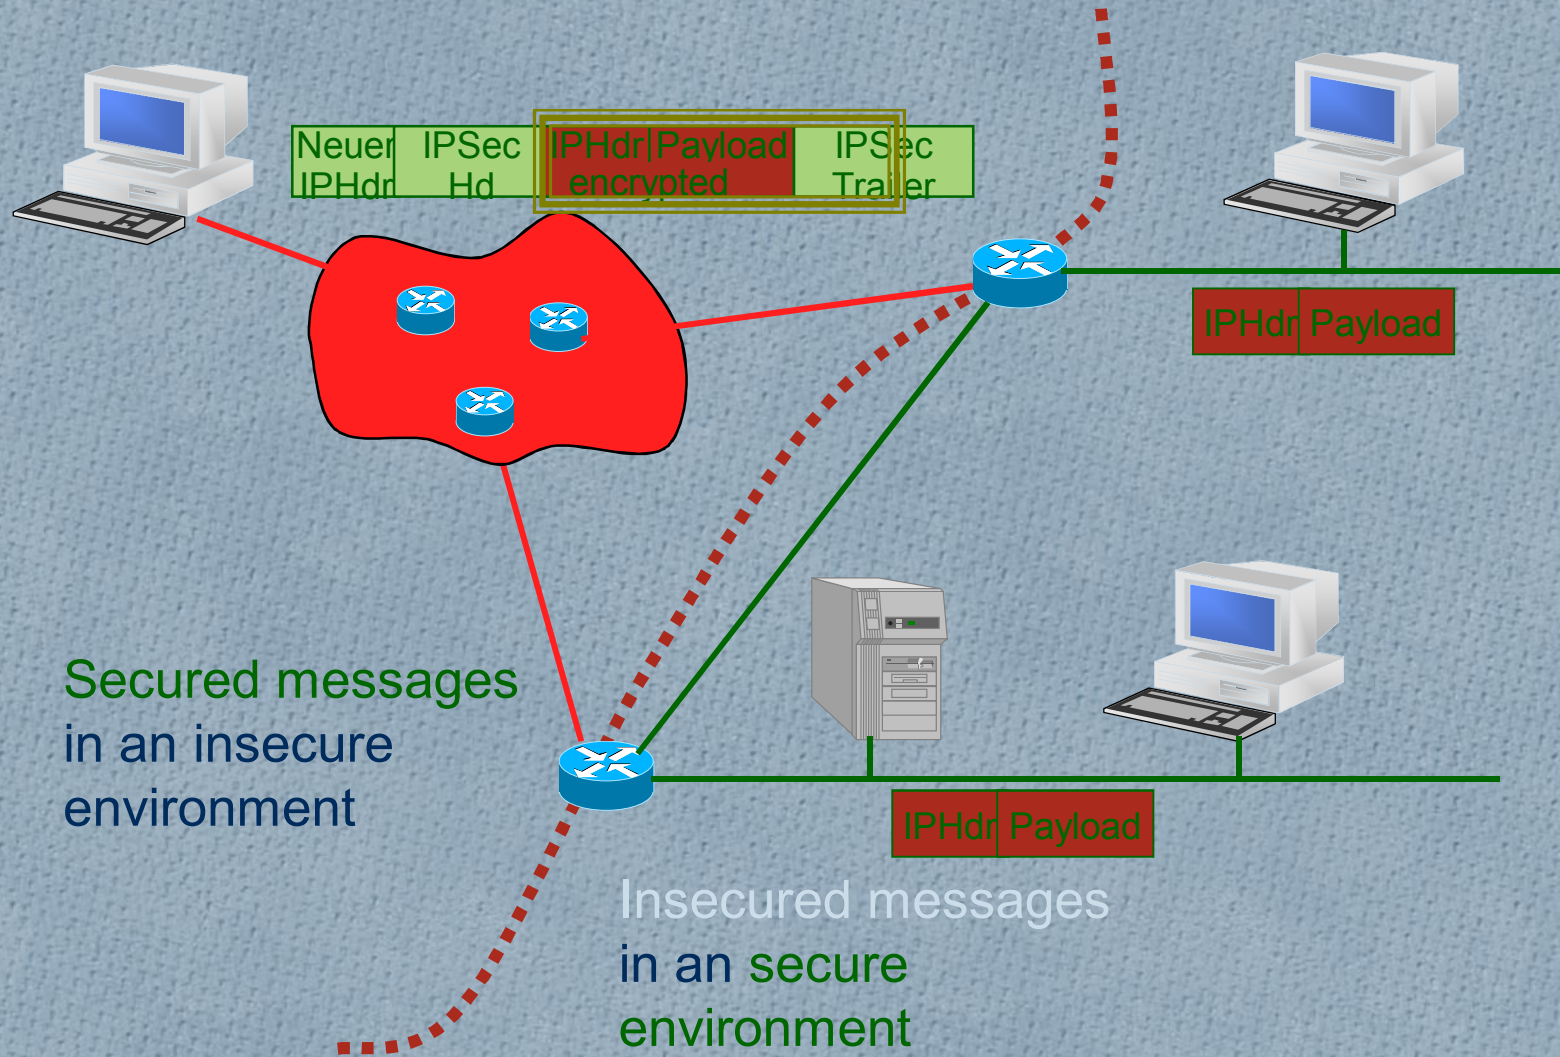 Neuer IPSec IPHdr|Payload IPSec
IPHdr Hd encrypted Trailer
IPHdr Payload
Secured messages
in an insecure
environment
IPHdr Payload
Insecured messages
in an secure
environment